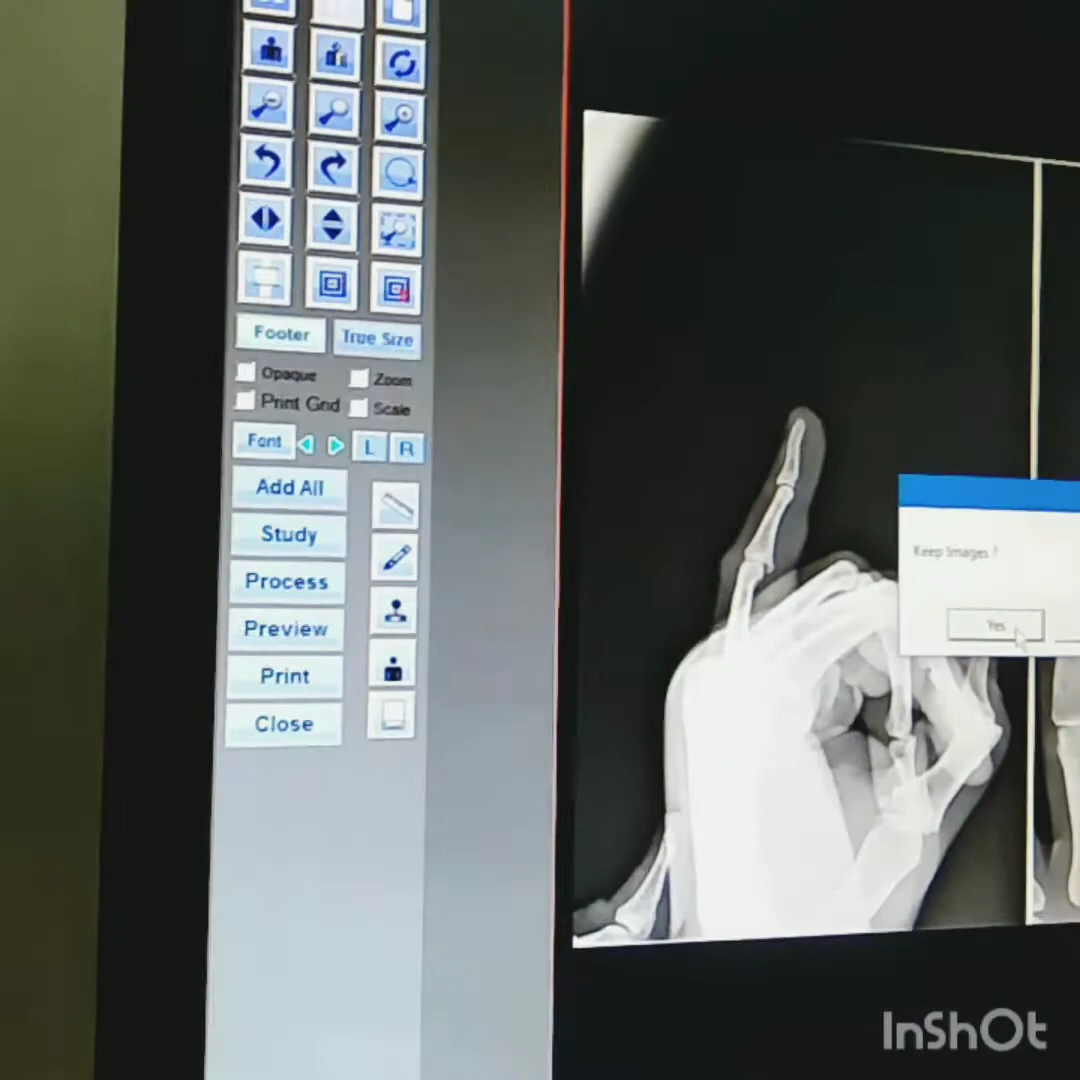 Footer
True Size
Opaque
Zoom
Print Grid
Scale
Font
L
R
Add All
Study
Process
Preview
Print
Close
Keep Images ?
Yes
InShOt